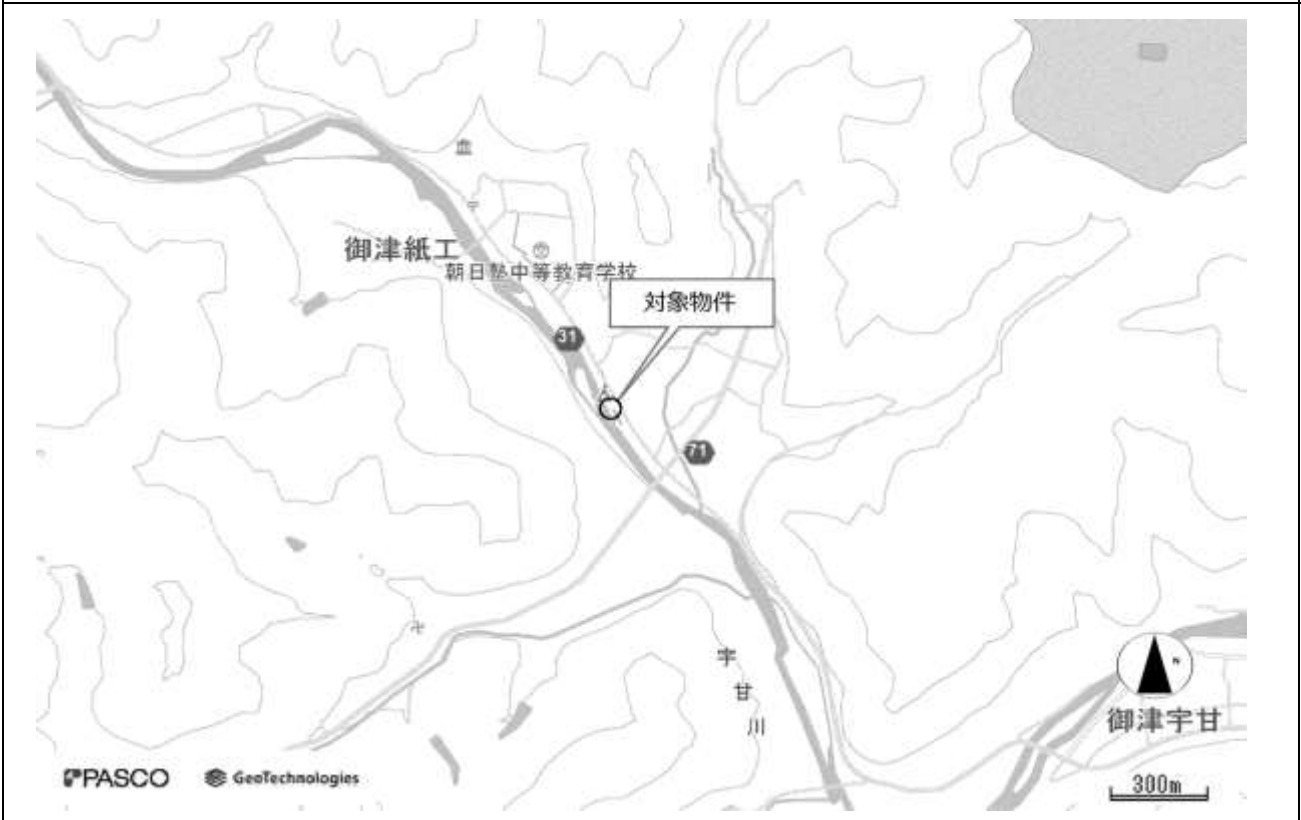 御津紙工
朝日塾中等教育学校
対象物件
31
71
宇
甘
川
N
御津宇甘
PASCO
GeoTechnologies
300m